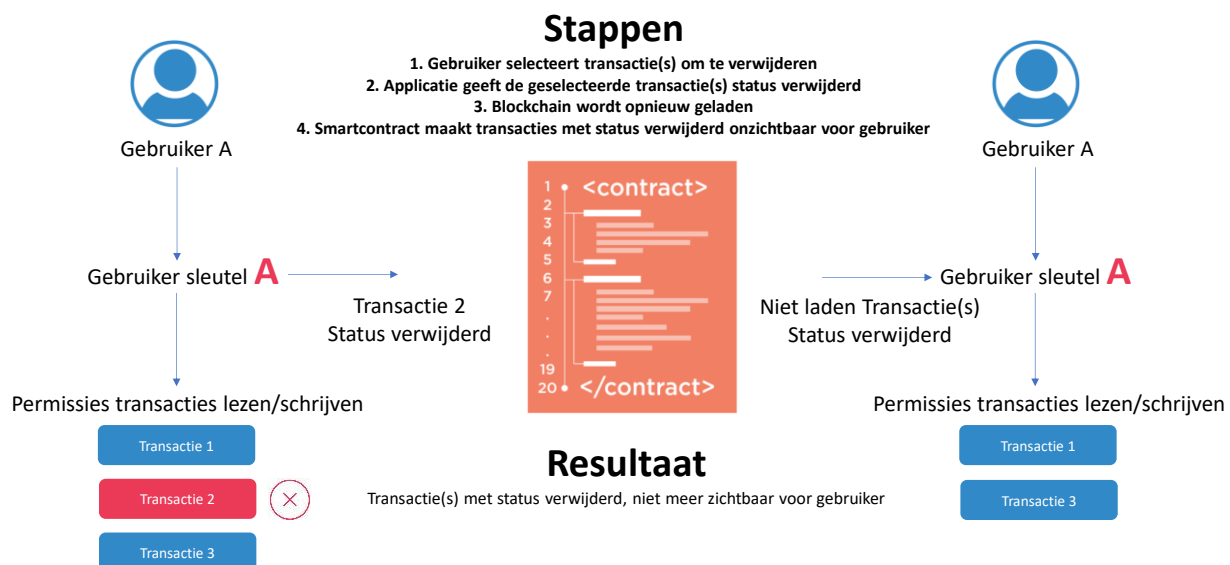 Stappen
1. Gebruiker selecteert transactie(s) om te verwijderen
2. Applicatie geeft de geselecteerde transactie(s) status verwijderd
3. Blockchain wordt opnieuw geladen
4. Smartcontract maakt transacties met status verwijderd onzichtbaar voor gebruiker
Gebruiker A
Gebruiker sleutel A
Transactie 2
Status verwijderd
Permissies transacties lezen/schrijven
Transactie 1
Transactie 2
Transactie 3
1 <contract>
2
3
4
5
6
7
.
.
.
19
20 </contract>
Resultaat
Transactie(s) met status verwijderd, niet meer zichtbaar voor gebruiker
Gebruiker A
Niet laden Transactie(s)
Status verwijderd
Gebruiker sleutel A
Permissies transacties lezen/schrijven
Transactie 1
Transactie 3